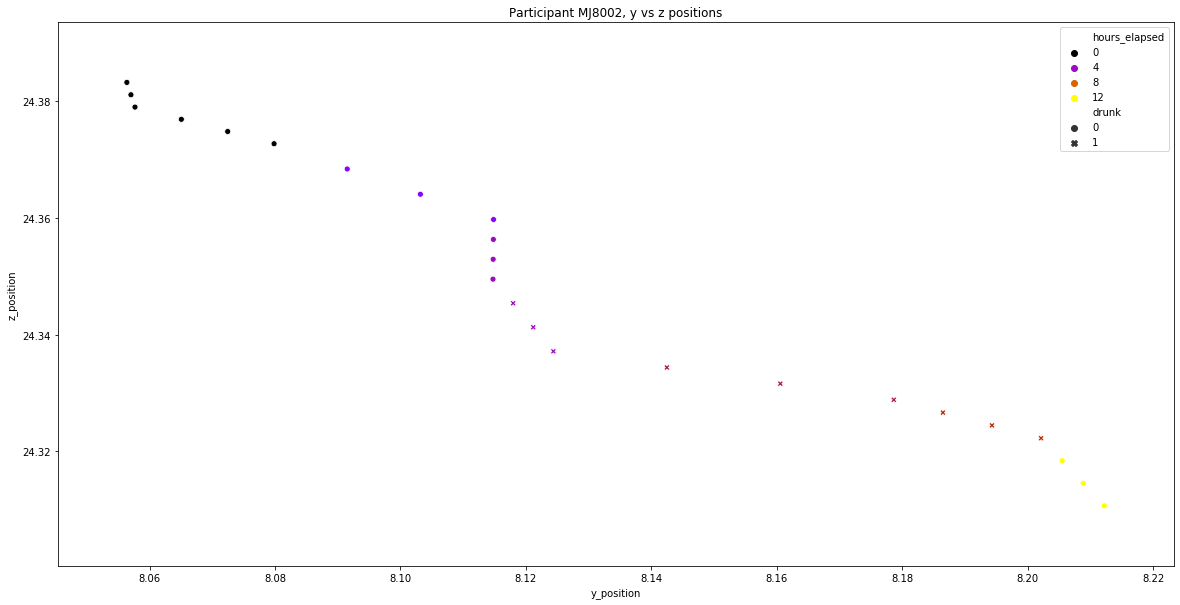 Participant MJ8002, y vs z positions
hours_elapsed
0
4
8
12
drunk
0
1
z_position
24.38
24.36
24.34
24.32
8.06 8.08 8.10 8.12 8.14 8.16 8.18 8.20 8.22
y_position